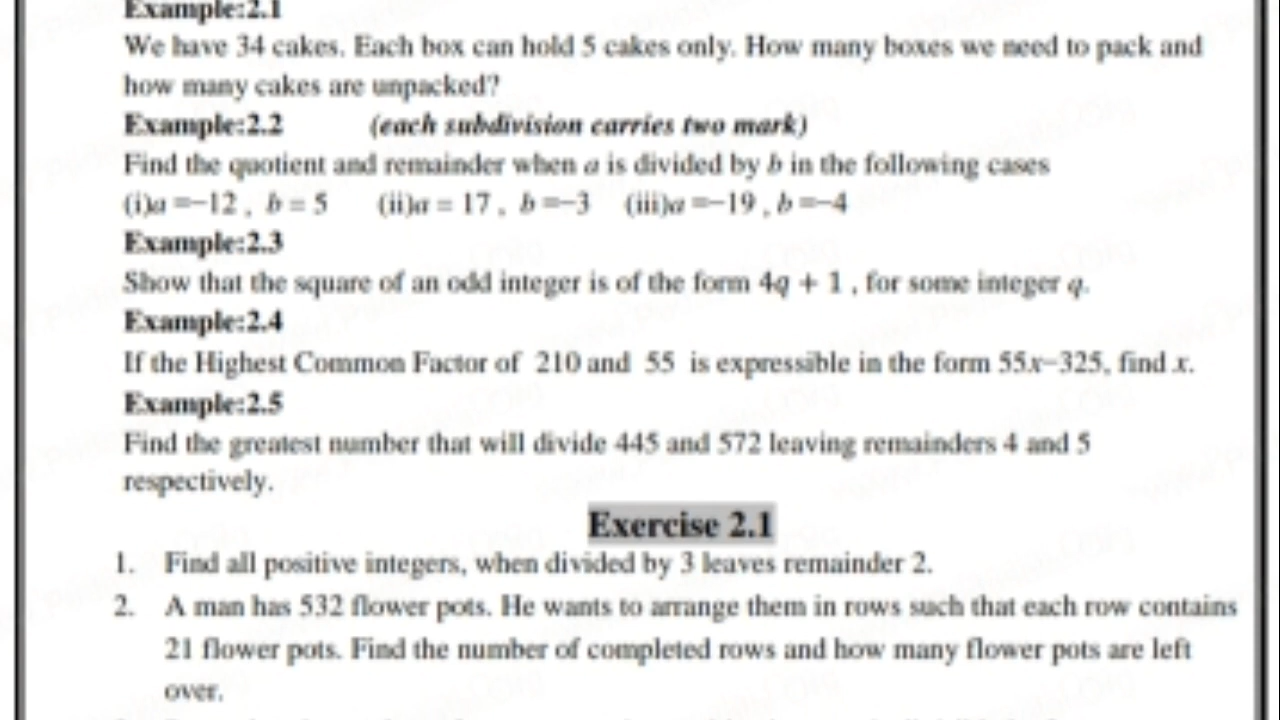 Example:2.1
We have 34 cakes. Each box can hold 5 cakes only. How many boxes we need to pack and
how many cakes are unpacked?
Example:2.2 (each subdivision carries two mark)
Find the quotient and remainder when a is divided by b in the following cases
(i)a =−12 , b = 5 (ii)a = 17 , b =−3 (iii)a =−19 , b =−4
Example:2.3
Show that the square of an odd integer is of the form 4q + 1 , for some integer q.
Example:2.4
If the Highest Common Factor of 210 and 55 is expressible in the form 55x−325, find x.
Example:2.5
Find the greatest number that will divide 445 and 572 leaving remainders 4 and 5
respectively.
Exercise 2.1
1. Find all positive integers, when divided by 3 leaves remainder 2.
2. A man has 532 flower pots. He wants to arrange them in rows such that each row contains
21 flower pots. Find the number of completed rows and how many flower pots are left
over.